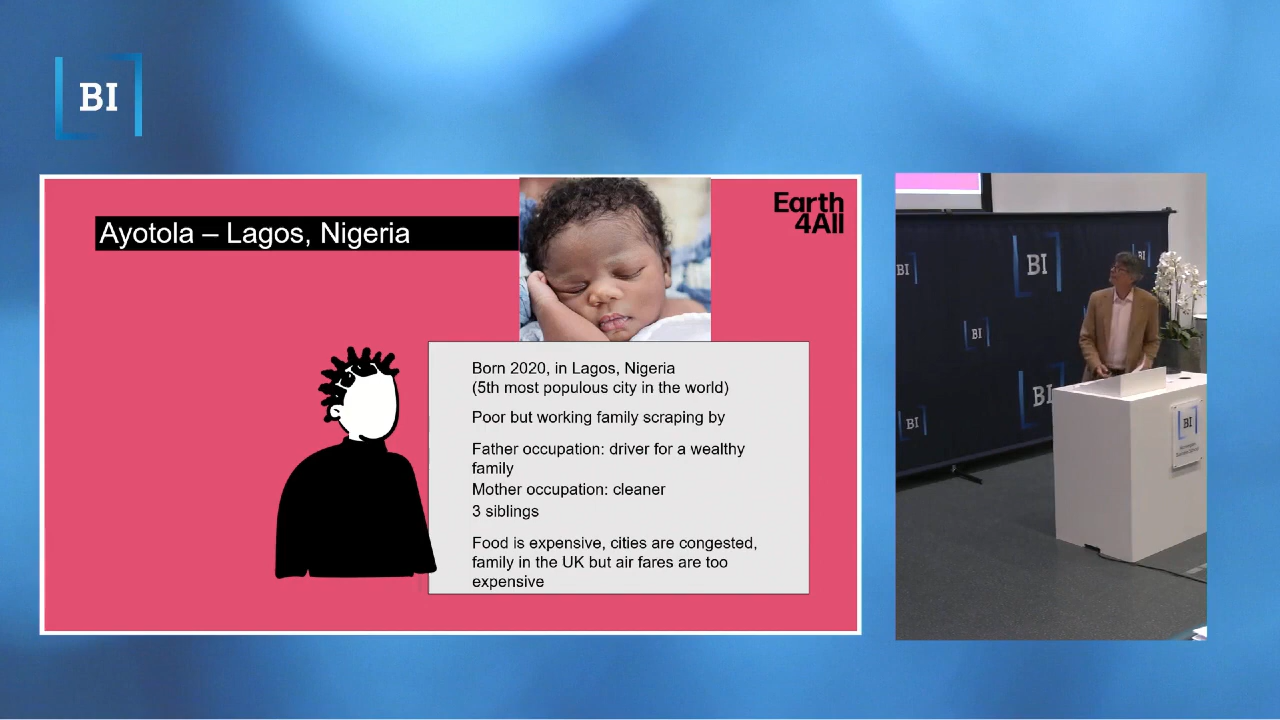 BI
Ayotola – Lagos, Nigeria
Earth
4All
Born 2020, in Lagos, Nigeria
(5th most populous city in the world)
Poor but working family scraping by
Father occupation: driver for a wealthy
family
Mother occupation: cleaner
3 siblings
Food is expensive, cities are congested,
family in the UK but air fares are too
expensive
BI
BI
BI
BI
BI
BI
BI